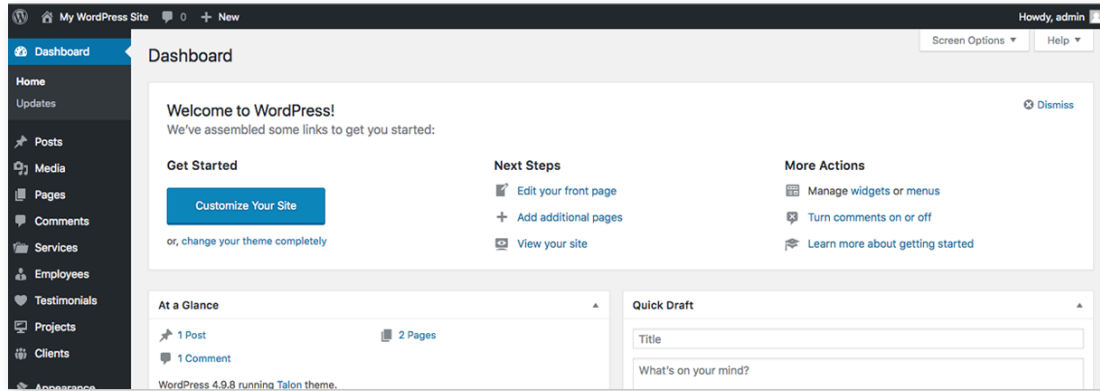 My WordPress Site 0 + New Howdy, admin
Dashboard
Home
Updates
Posts
Media
Pages
Comments
Services
Employees
Testimonials
Projects
Clients
Appearance
Screen Options ▼ Help ▼
Dashboard
Welcome to WordPress!
We've assembled some links to get you started:
Dismiss
Get Started
Customize Your Site
or, change your theme completely
Next Steps
Edit your front page
Add additional pages
View your site
More Actions
Manage widgets or menus
Turn comments on or off
Learn more about getting started
At a Glance
1 Post 2 Pages
1 Comment
WordPress 4.9.8 running Talon theme.
Quick Draft
Title
What's on your mind?